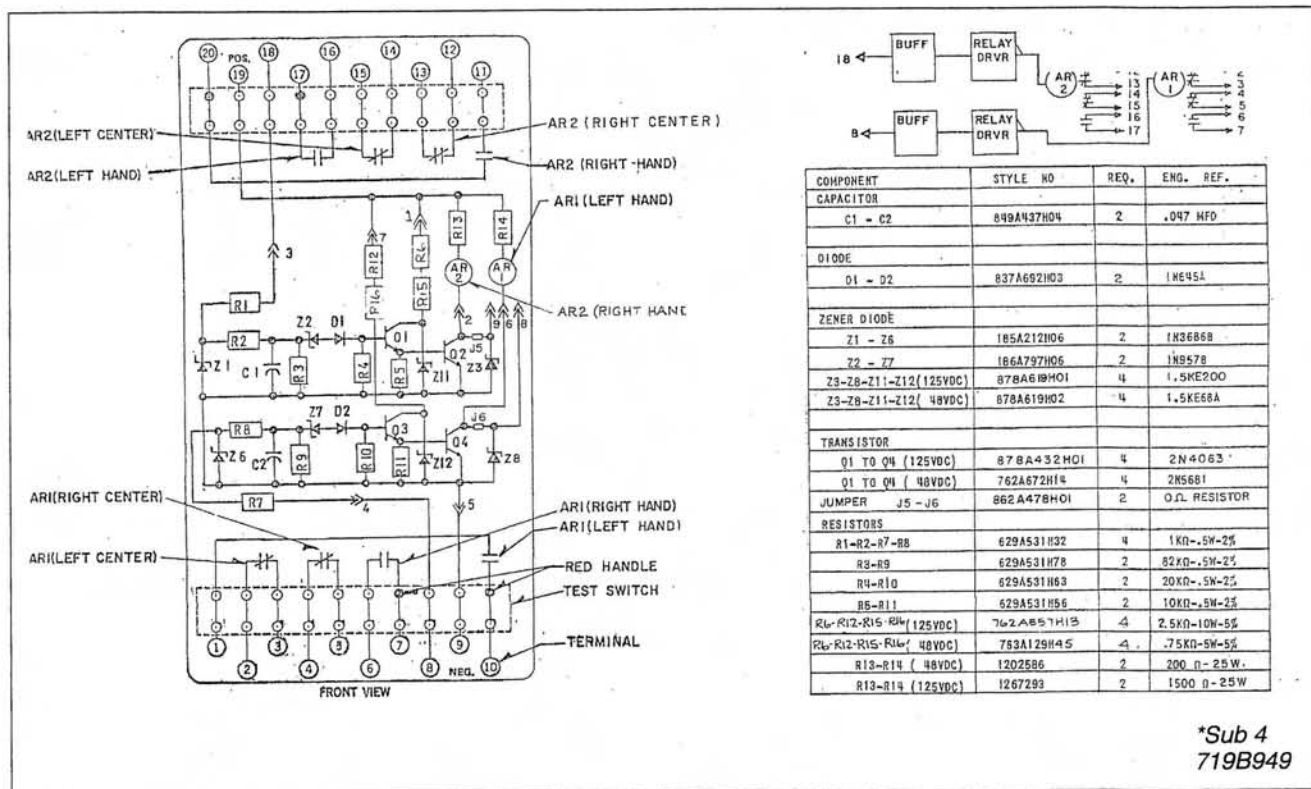 20 POS. 18 16 14 12
19 17 15 13 11
AR2(LEFT CENTER)
AR2 (RIGHT CENTER)
AR2(LEFT HAND)
AR2 (RIGHT-HAND)
AR1(LEFT HAND)
3
7
1
R12
R6
R13
R14
AR 2
AR 1
R16
R15
AR2 (RIGHT HAND
R1
2 9 6 8
R2
Z2 D1
Q1
Q2
J5
Z1
C1
R3
R4
R5
Z11
Z3
R8
Z7 D2
Q3
Q4
J6
Z6
C2
R9
R10
R11
Z12
Z8
R7
4
5
AR1(RIGHT CENTER)
AR1(RIGHT HAND)
AR1(LEFT HAND)
AR1(LEFT CENTER)
RED HANDLE
TEST SWITCH
TERMINAL
1 3 5 7 9
2 4 6 8 NEG. 10
FRONT VIEW
18
BUFF
RELAY DRVR
AR 2
13
14
15
16
17
AR 1
3
4
5
6
7
8
BUFF
RELAY DRVR
COMPONENT STYLE NO REQ. ENG. REF.
CAPACITOR
C1 - C2 849A437H04 2 .047 MFD
DIODE
D1 - D2 837A692H03 2 1N645A
ZENER DIODE
Z1 - Z6 185A212H06 2 1N3686B
Z2 - Z7 186A797H06 2 1N957B
Z3-Z8-Z11-Z12(125VDC) 878A619H01 4 1.5KE200
Z3-Z8-Z11-Z12( 48VDC) 878A619H02 4 1.5KE68A
TRANSISTOR
Q1 TO Q4 (125VDC) 878A432H01 4 2N4063
Q1 TO Q4 ( 48VDC) 762A672H14 4 2N5681
JUMPER J5-J6 862A478H01 2 0Ω RESISTOR
RESISTORS
R1-R2-R7-R8 629A531H32 4 1KΩ-.5W-2%
R3-R9 629A531H78 2 82KΩ-.5W-2%
R4-R10 629A531H63 2 20KΩ-.5W-2%
R5-R11 629A531H56 2 10KΩ-.5W-2%
R6-R12-R15-R16(125VDC) 762A857H13 4 2.5KΩ-10W-5%
R6-R12-R15-R16( 48VDC) 763A129H45 4 .75KΩ-5W-5%
R13-R14 ( 48VDC) 1202586 2 200 Ω-25W.
R13-R14 (125VDC) 1267293 2 1500 Ω-25W
*Sub 4
719B949